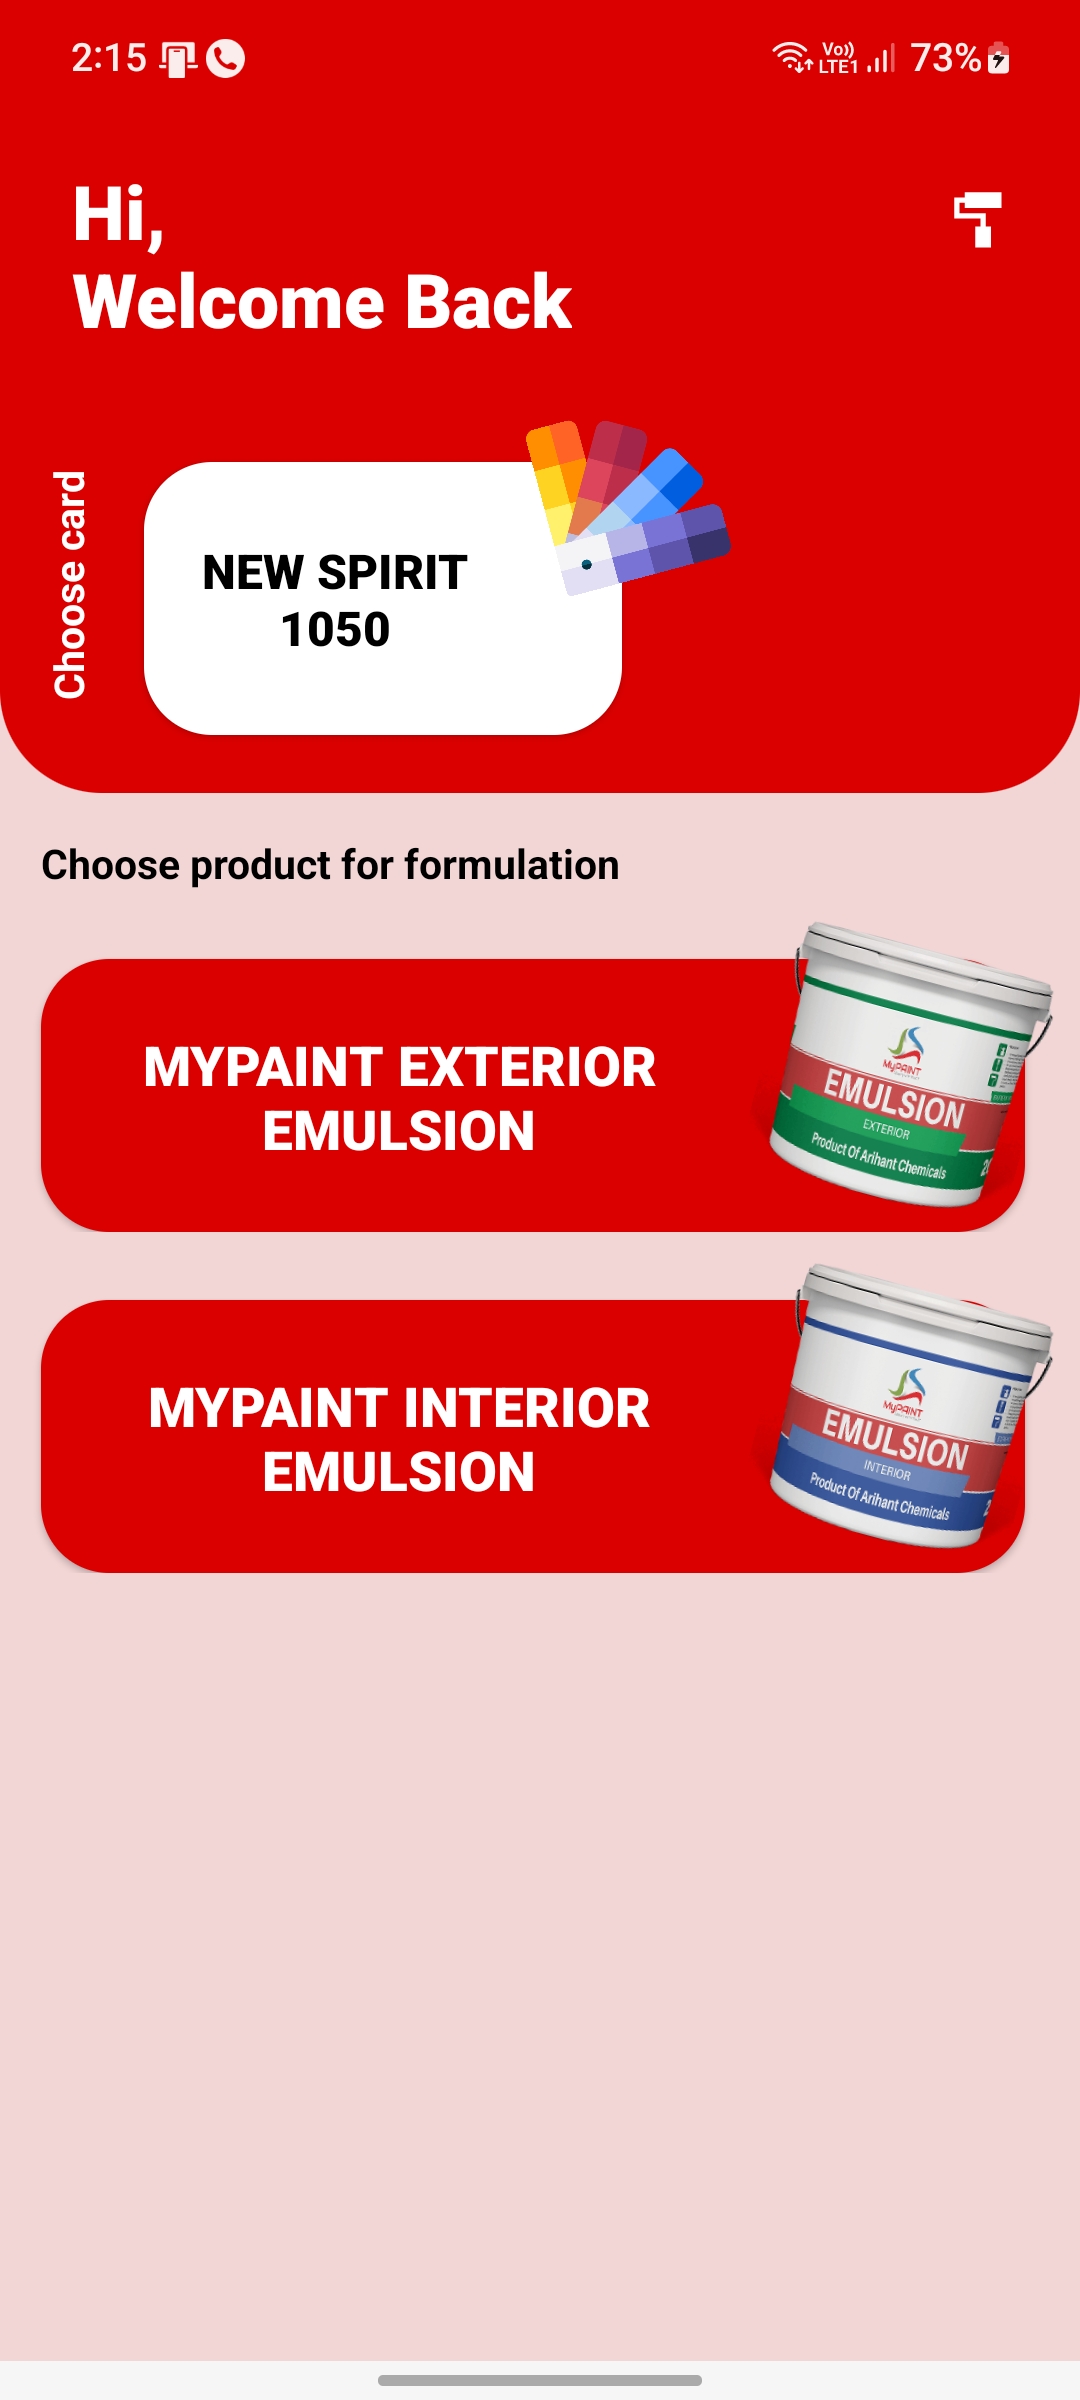 2:15
Vo))
LTE1
73%
Hi,
Welcome Back
Choose card
NEW SPIRIT
1050
Choose product for formulation
MYPAINT EXTERIOR
EMULSION
MyPAINT
EMULSION
EXTERIOR
Product Of Arihant Chemicals
MYPAINT INTERIOR
EMULSION
MyPAINT
EMULSION
INTERIOR
Product Of Arihant Chemicals